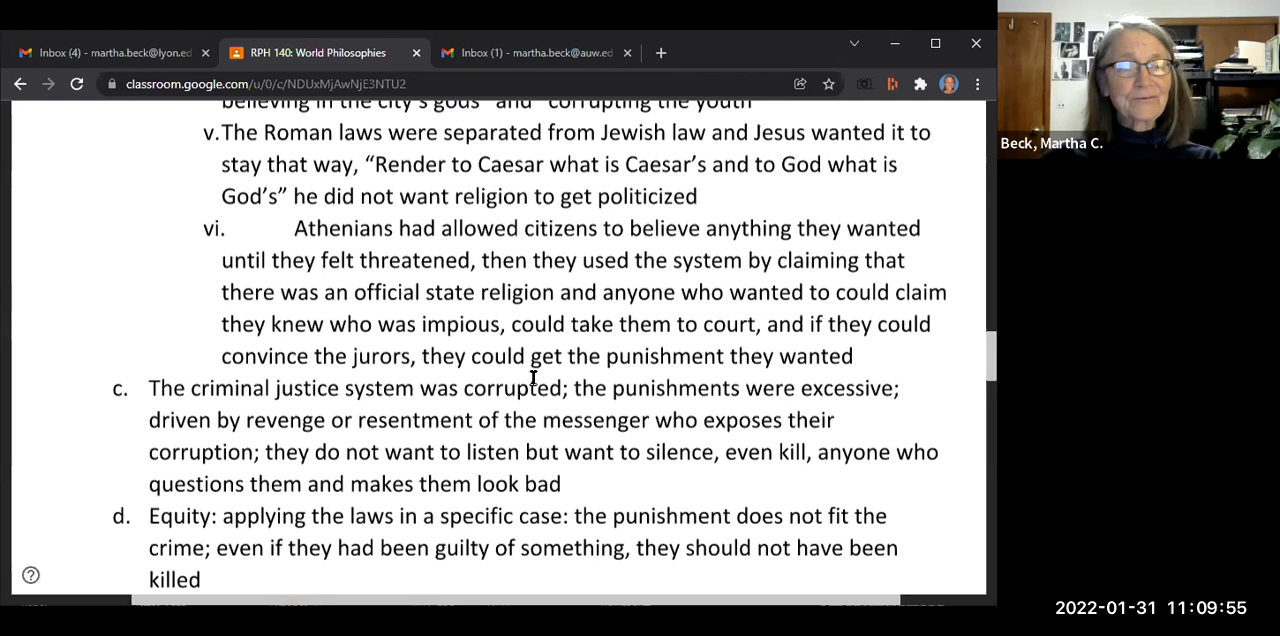 Inbox (4) - martha.beck@lyon.ed
RPH 140: World Philosophies
Inbox (1) - martha.beck@auw.ed
classroom.google.com/u/0/c/NDUxMjAwNjE3NTU2
believing in the city's gods" and "corrupting the youth"
v. The Roman laws were separated from Jewish law and Jesus wanted it to
stay that way, “Render to Caesar what is Caesar’s and to God what is
God’s” he did not want religion to get politicized
vi. Athenians had allowed citizens to believe anything they wanted
until they felt threatened, then they used the system by claiming that
there was an official state religion and anyone who wanted to could claim
they knew who was impious, could take them to court, and if they could
convince the jurors, they could get the punishment they wanted
c. The criminal justice system was corrupted; the punishments were excessive;
driven by revenge or resentment of the messenger who exposes their
corruption; they do not want to listen but want to silence, even kill, anyone who
questions them and makes them look bad
d. Equity: applying the laws in a specific case: the punishment does not fit the
crime; even if they had been guilty of something, they should not have been
killed
Beck, Martha C.
2022-01-31 11:09:55